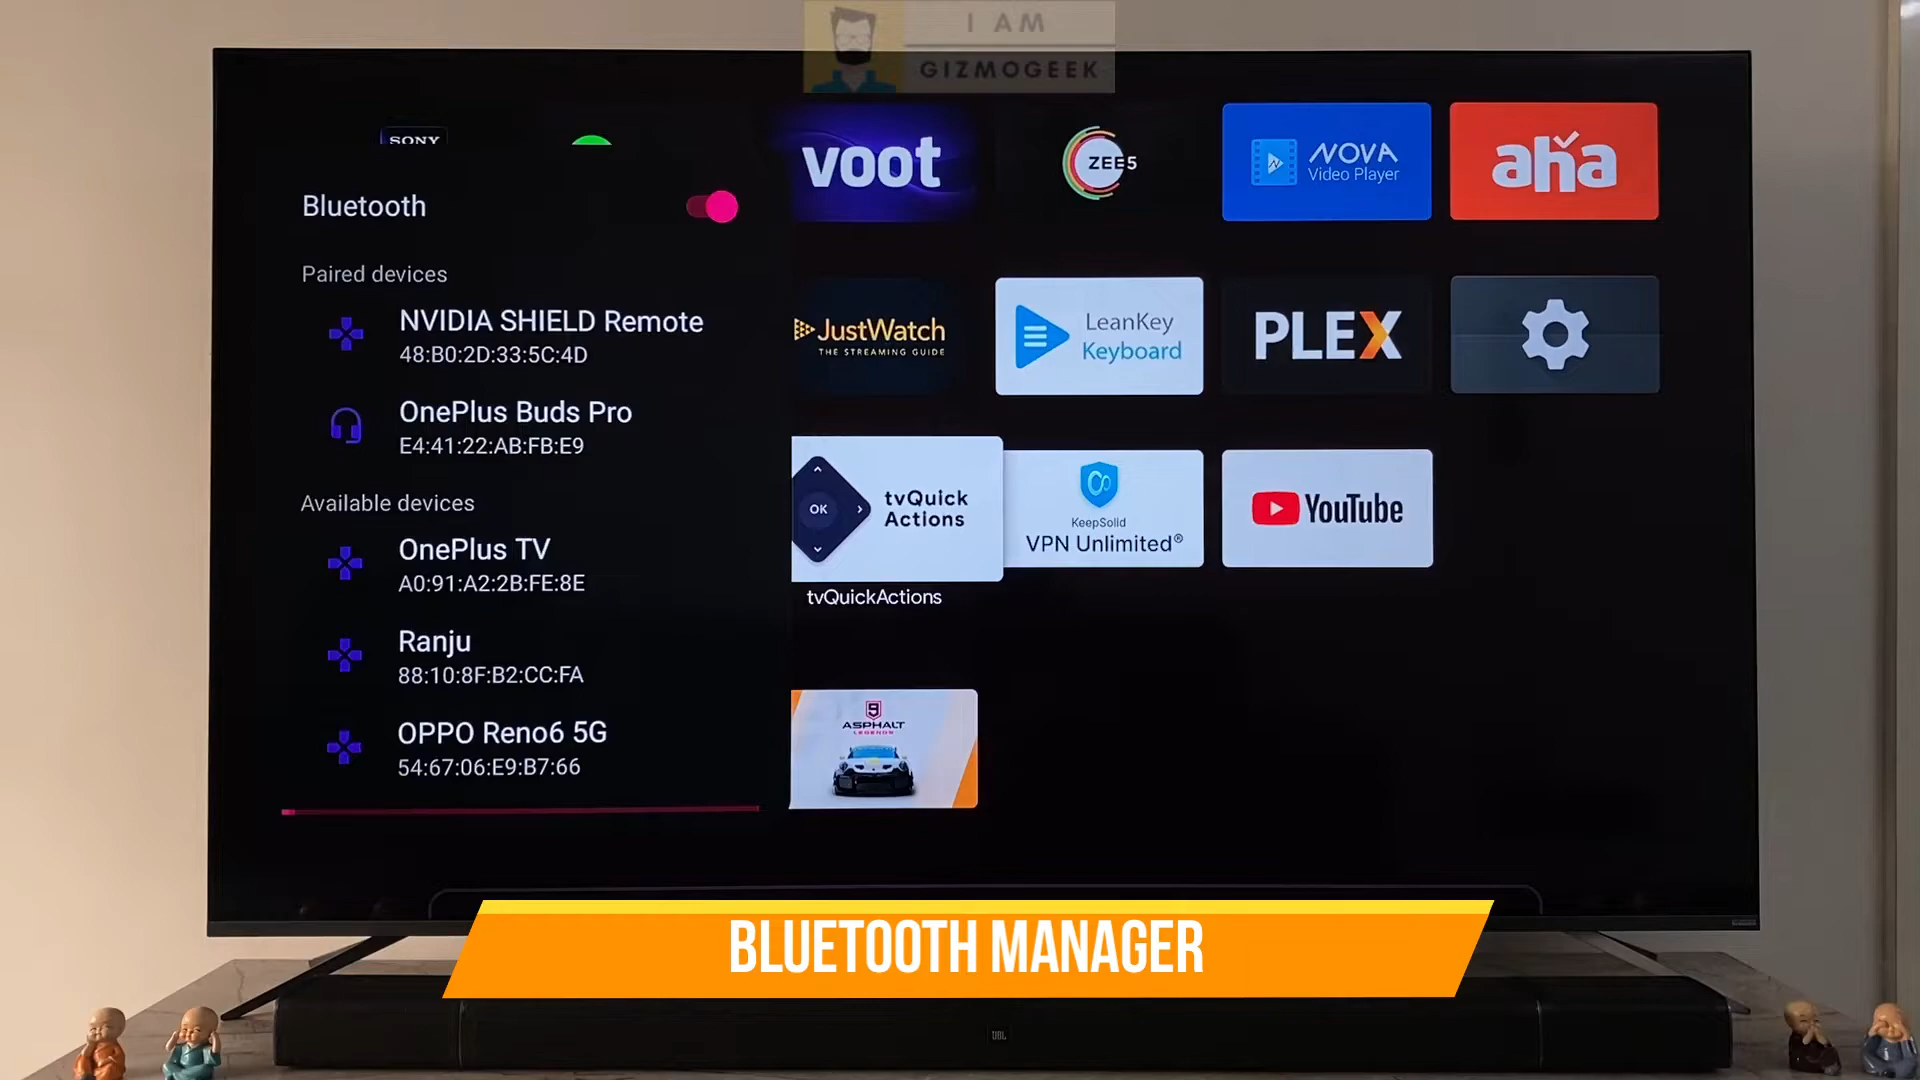 I AM
GIZMOGEEK
SONY
Bluetooth
Paired devices
NVIDIA SHIELD Remote
48:B0:2D:33:5C:4D
OnePlus Buds Pro
E4:41:22:AB:FB:E9
Available devices
OnePlus TV
A0:91:A2:2B:FE:8E
Ranju
88:10:8F:B2:CC:FA
OPPO Reno6 5G
54:67:06:E9:B7:66
voot
ZEE5
NOVA
Video Player
aha
JustWatch
THE STREAMING GUIDE
LeanKey
Keyboard
PLEX
OK
tvQuick
Actions
KeepSolid
VPN Unlimited®
YouTube
tvQuickActions
9
ASPHALT
LEGENDS
BLUETOOTH MANAGER
JBL